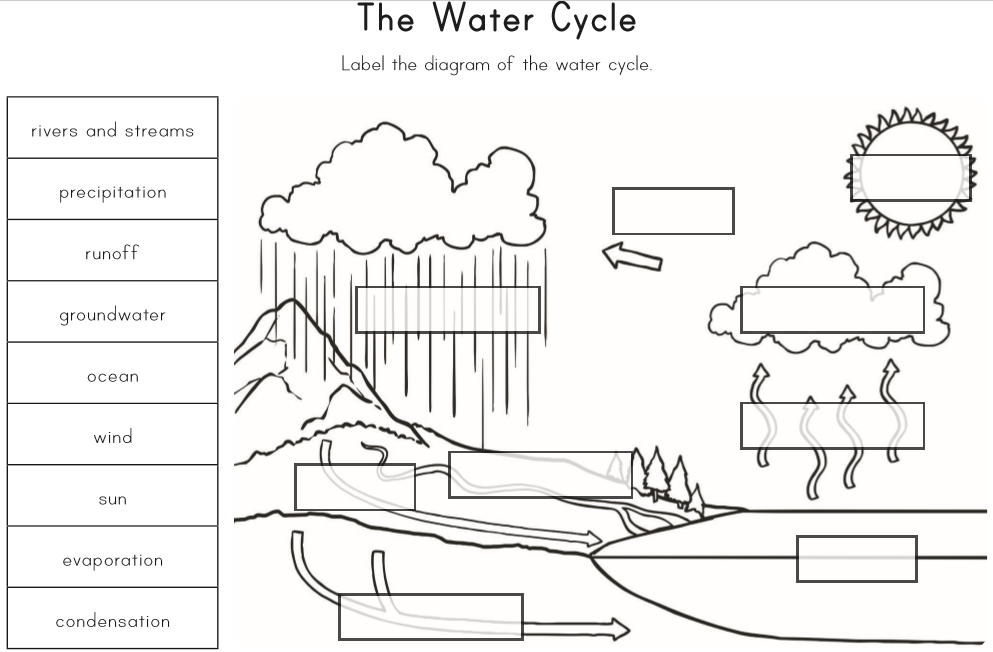 The Water Cycle
Label the diagram of the water cycle.
rivers and streams
precipitation
runoff
groundwater
ocean
wind
sun
evaporation
condensation